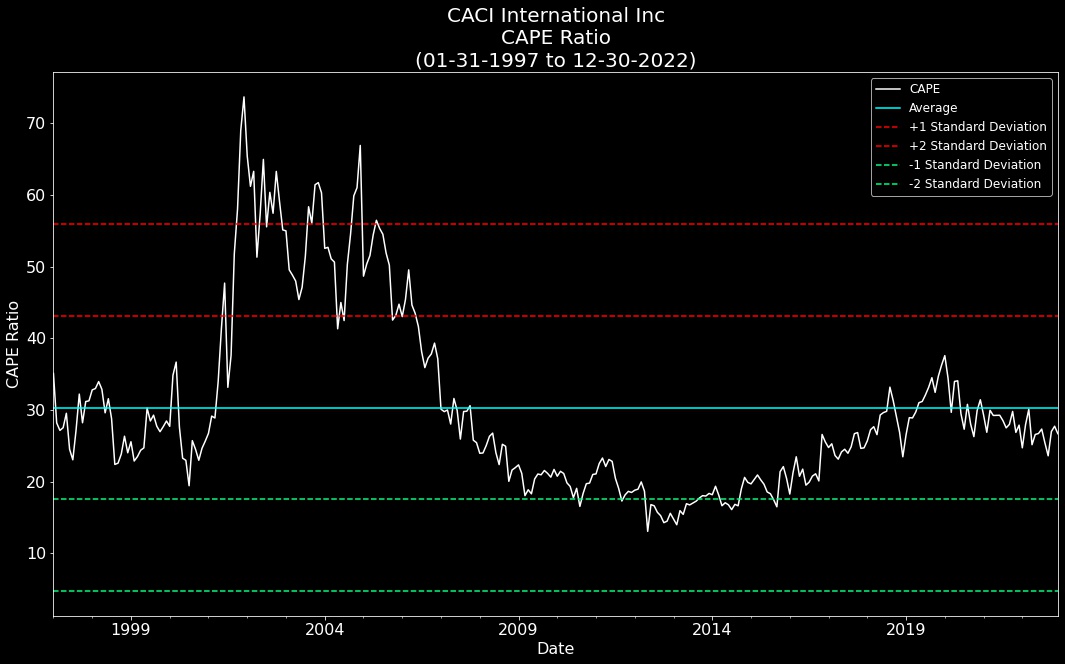 CACI International Inc
CAPE Ratio
(01-31-1997 to 12-30-2022)
CAPE
Average
+1 Standard Deviation
+2 Standard Deviation
-1 Standard Deviation
-2 Standard Deviation
CAPE Ratio
70
60
50
40
30
20
10
1999 2004 2009 2014 2019
Date